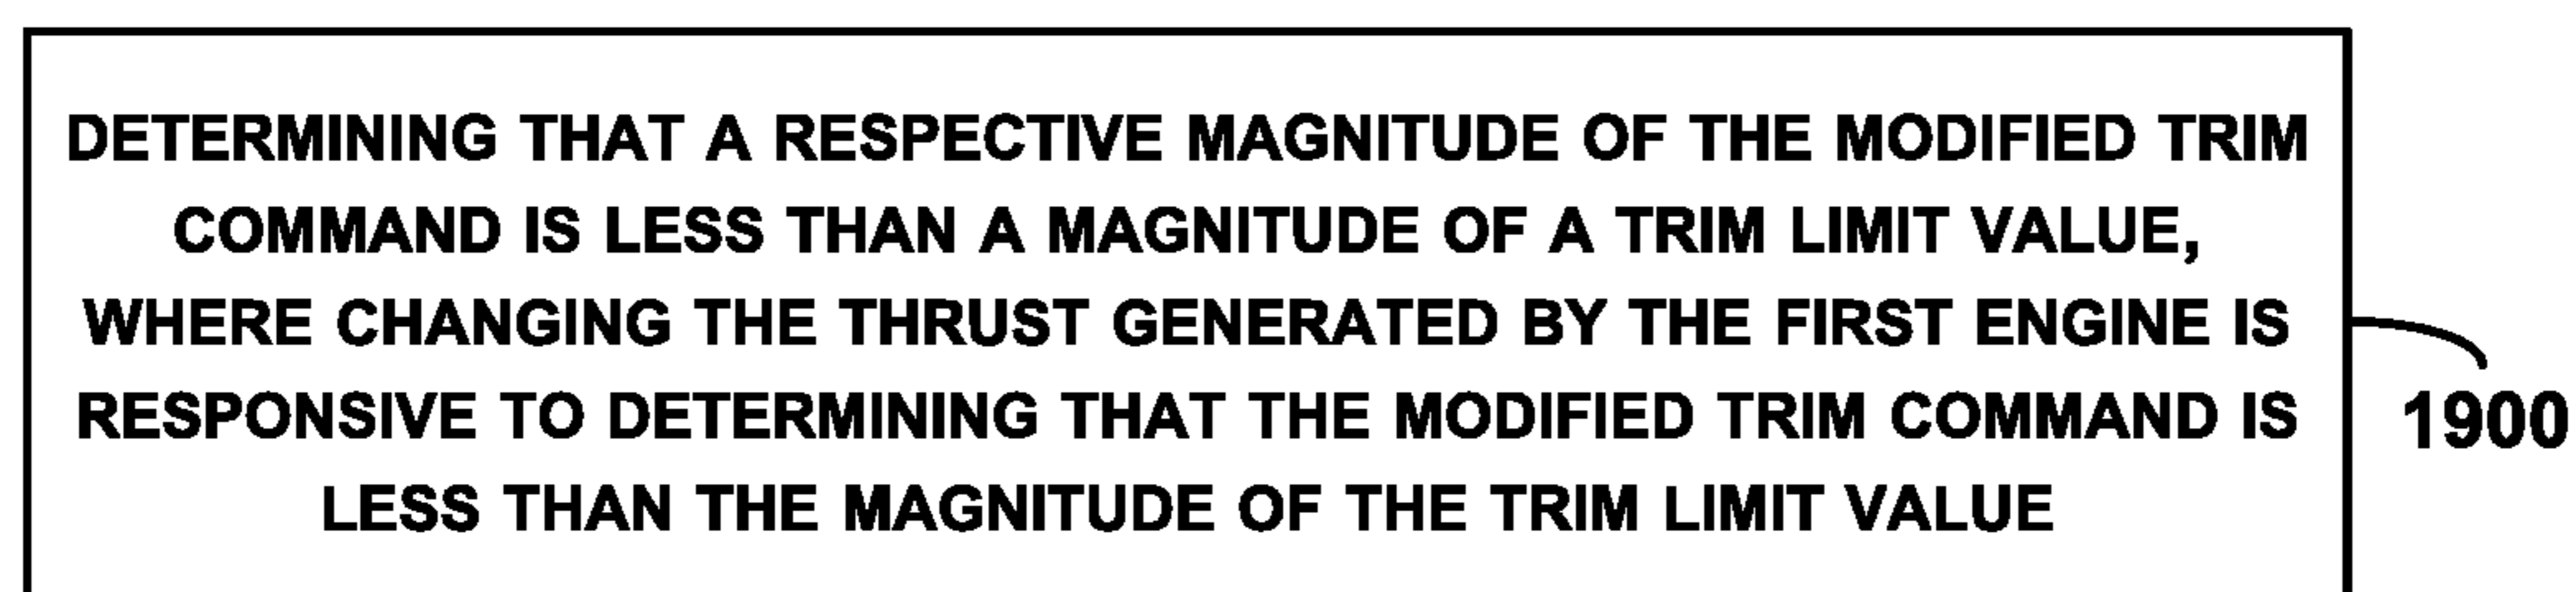 DETERMINING THAT A RESPECTIVE MAGNITUDE OF THE MODIFIED TRIM
COMMAND IS LESS THAN A MAGNITUDE OF A TRIM LIMIT VALUE,
WHERE CHANGING THE THRUST GENERATED BY THE FIRST ENGINE IS
RESPONSIVE TO DETERMINING THAT THE MODIFIED TRIM COMMAND IS
LESS THAN THE MAGNITUDE OF THE TRIM LIMIT VALUE
1900